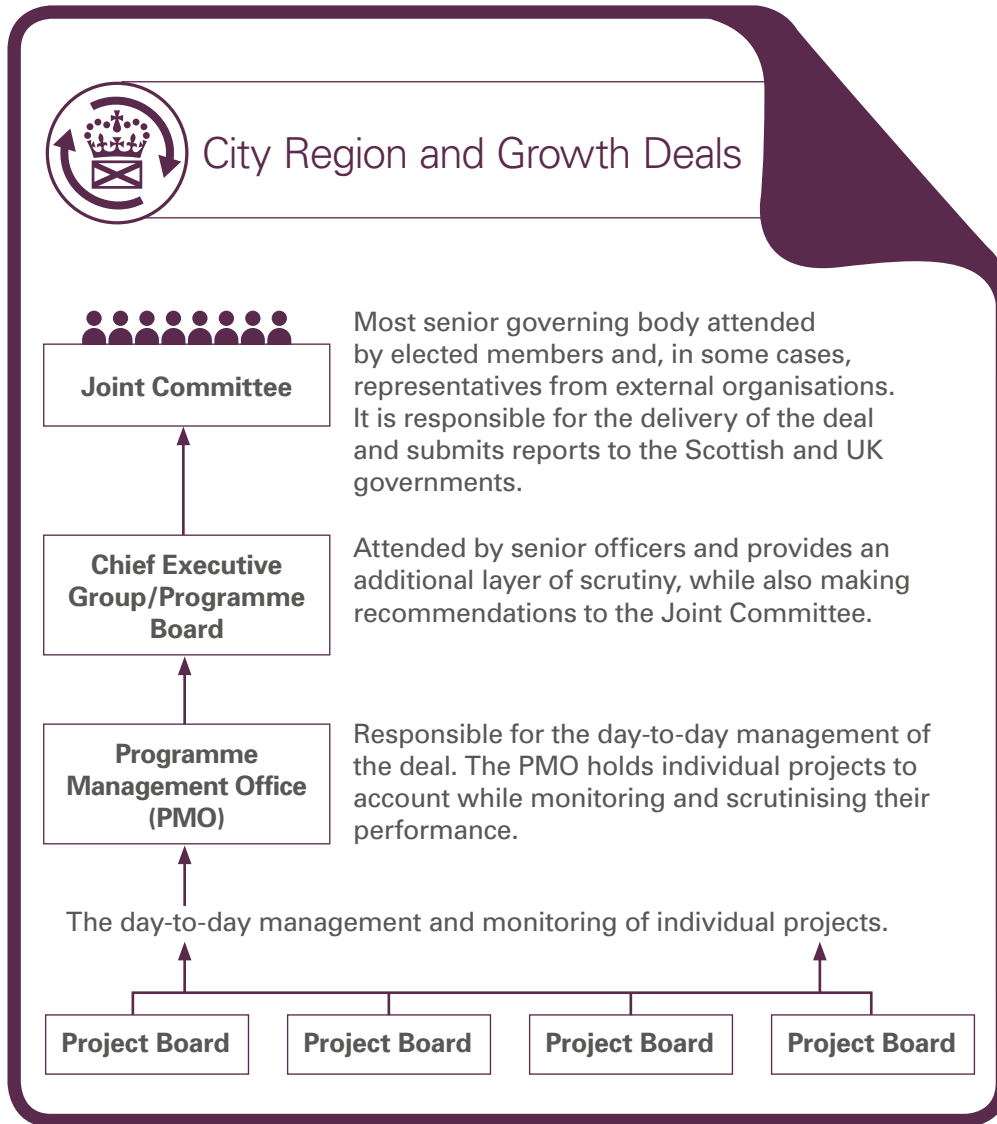 City Region and Growth Deals
Joint Committee
Most senior governing body attended
by elected members and, in some cases,
representatives from external organisations.
It is responsible for the delivery of the deal
and submits reports to the Scottish and UK
governments.
Chief Executive
Group/Programme
Board
Attended by senior officers and provides an
additional layer of scrutiny, while also making
recommendations to the Joint Committee.
Programme
Management Office
(PMO)
Responsible for the day-to-day management of
the deal. The PMO holds individual projects to
account while monitoring and scrutinising their
performance.
The day-to-day management and monitoring of individual projects.
Project Board
Project Board
Project Board
Project Board